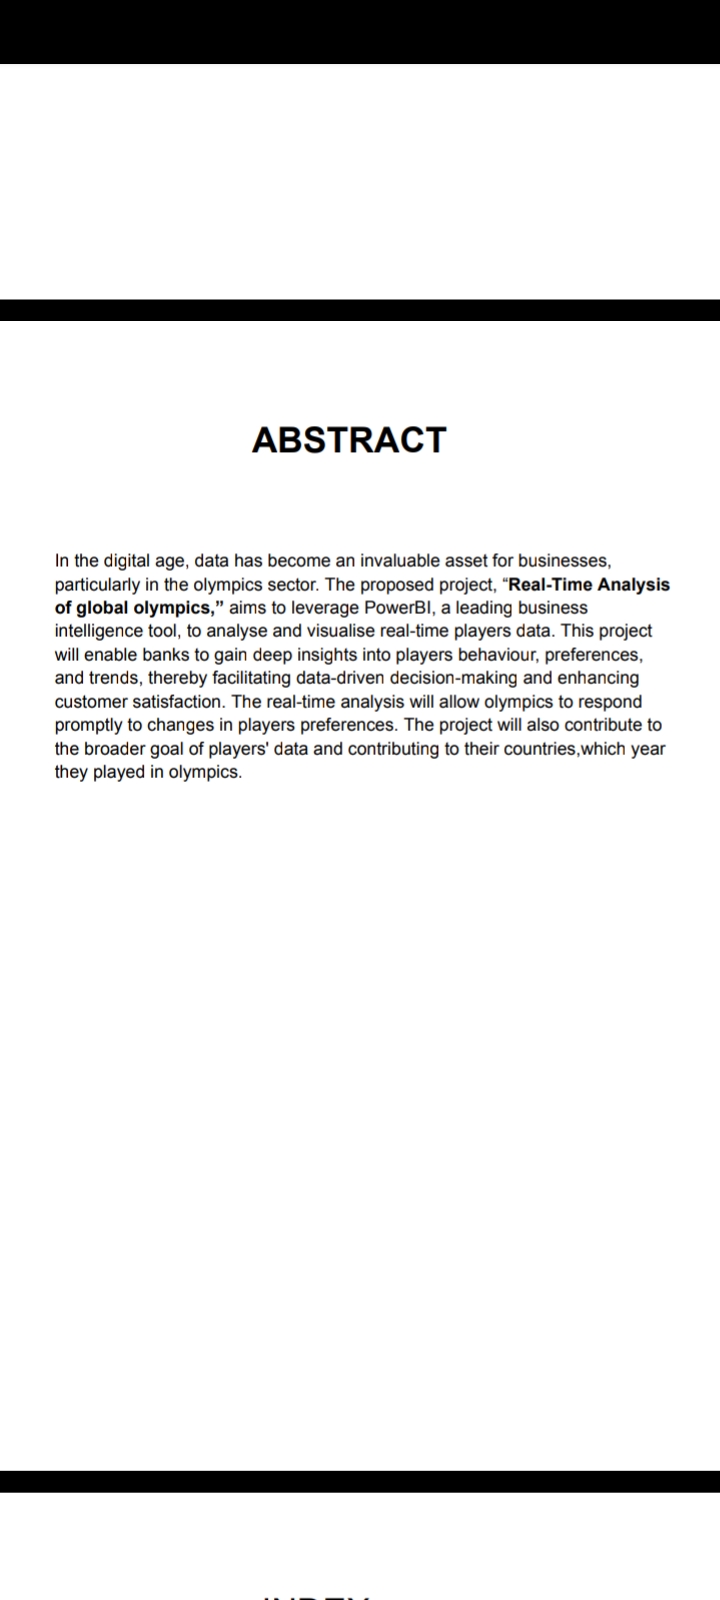 ABSTRACT
In the digital age, data has become an invaluable asset for businesses,
particularly in the olympics sector. The proposed project, “Real-Time Analysis
of global olympics,” aims to leverage PowerBI, a leading business
intelligence tool, to analyse and visualise real-time players data. This project
will enable banks to gain deep insights into players behaviour, preferences,
and trends, thereby facilitating data-driven decision-making and enhancing
customer satisfaction. The real-time analysis will allow olympics to respond
promptly to changes in players preferences. The project will also contribute to
the broader goal of players' data and contributing to their countries,which year
they played in olympics.